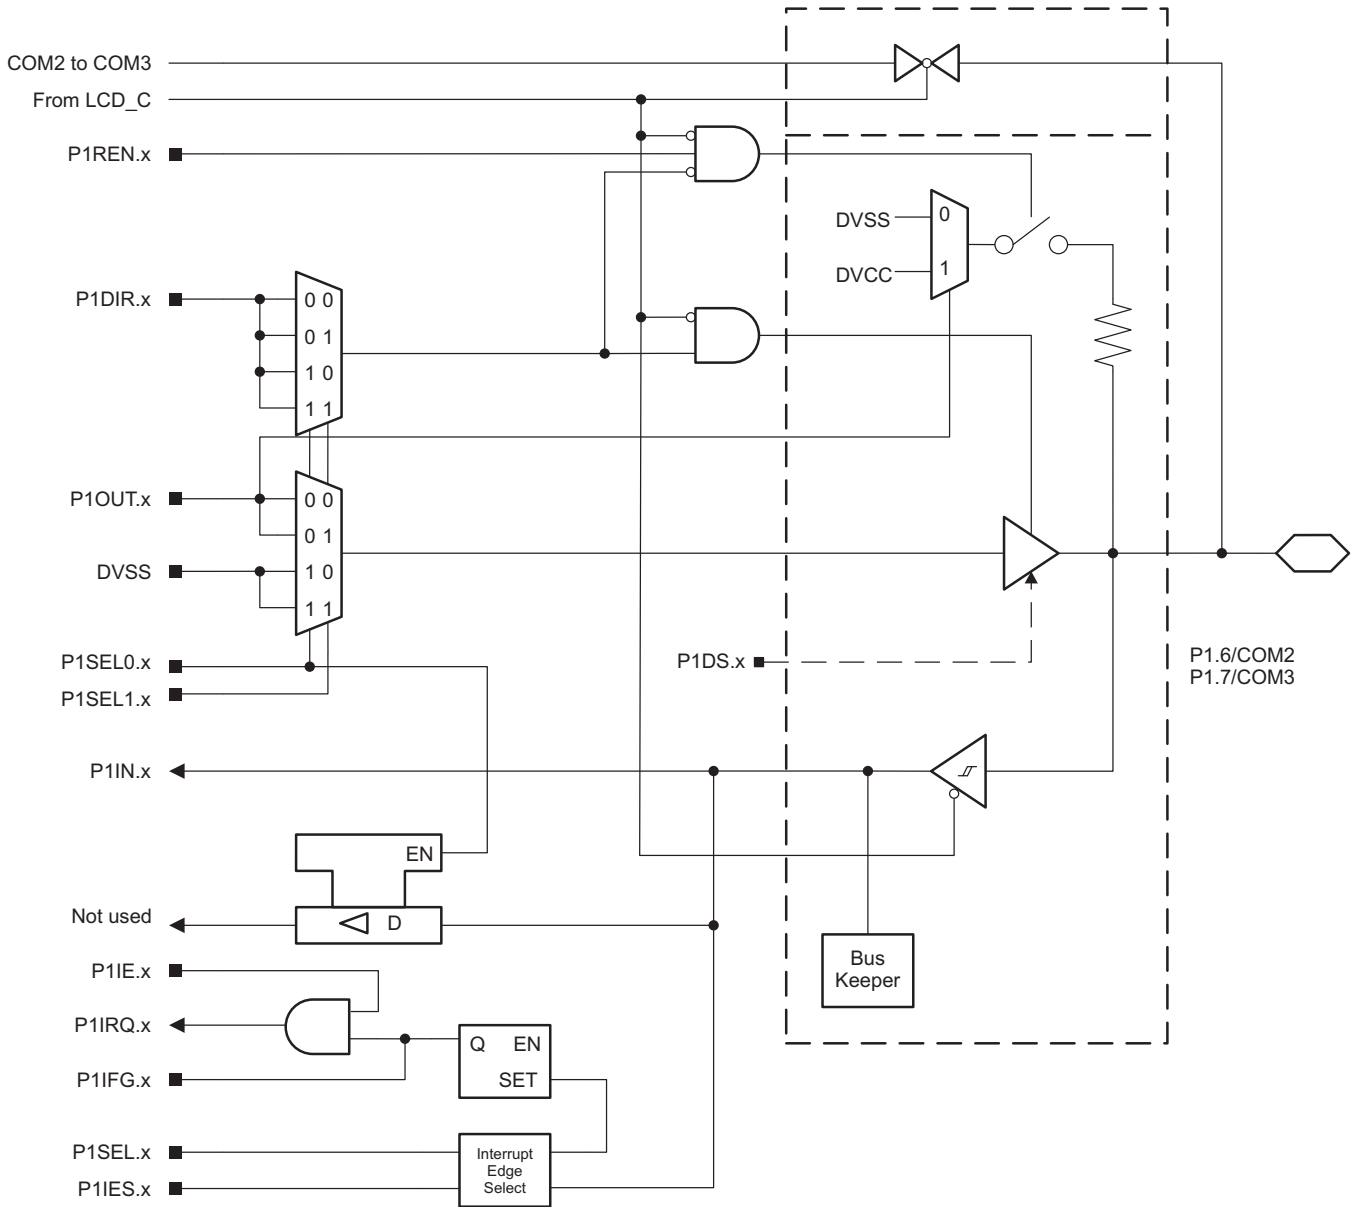 COM2 to COM3
From LCD_C
P1REN.x
DVSS
0
DVCC
1
P1DIR.x
0 0
0 1
1 0
1 1
P1OUT.x
0 0
0 1
DVSS
1 0
1 1
P1SEL0.x
P1SEL1.x
P1DS.x
P1.6/COM2
P1.7/COM3
P1IN.x
EN
Not used
D
Bus
Keeper
P1IE.x
P1IRQ.x
Q EN
SET
P1IFG.x
P1SEL.x
P1IES.x
Interrupt
Edge
Select